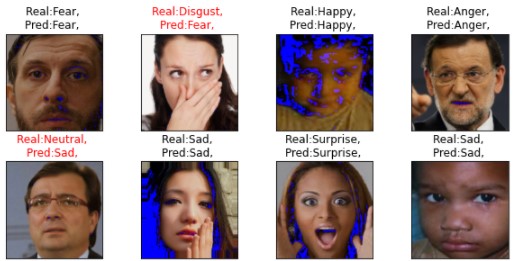 Real:Fear,
Pred:Fear,
Real:Disgust,
Pred:Fear,
Real:Happy,
Pred:Happy,
Real:Anger,
Pred:Anger,
Real:Neutral,
Pred:Sad,
Real:Sad,
Pred:Sad,
Real:Surprise,
Pred:Surprise,
Real:Sad,
Pred:Sad,